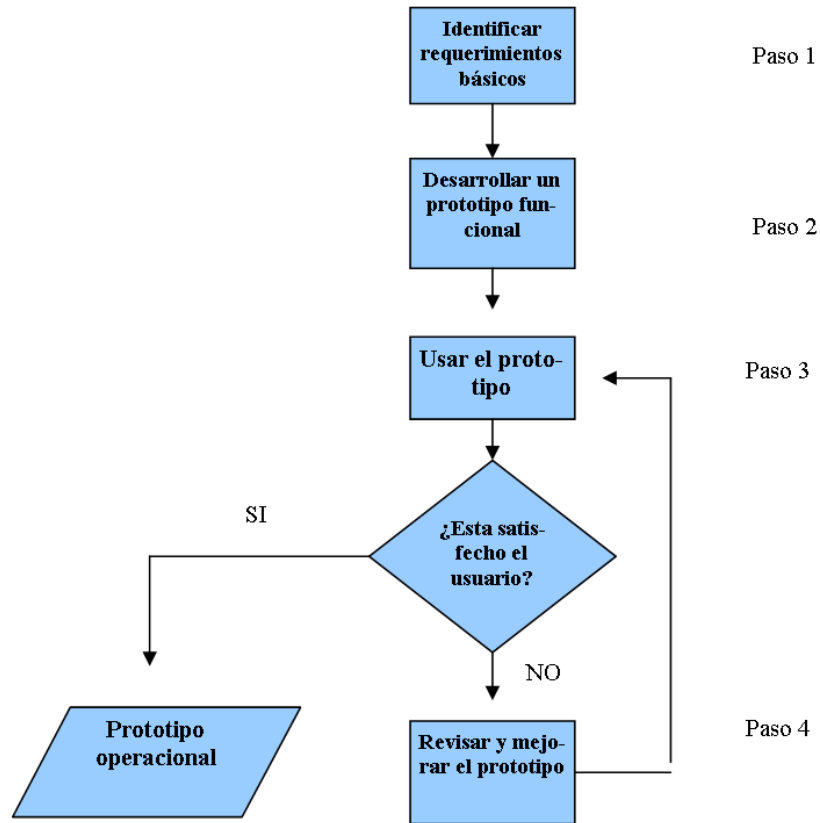 Identificar
requerimientos
básicos
Paso 1
Desarrollar un
prototipo fun-
cional
Paso 2
Usar el proto-
tipo
Paso 3
¿Esta satis-
fecho el
usuario?
SI
NO
Prototipo
operacional
Revisar y mejo-
rar el prototipo
Paso 4